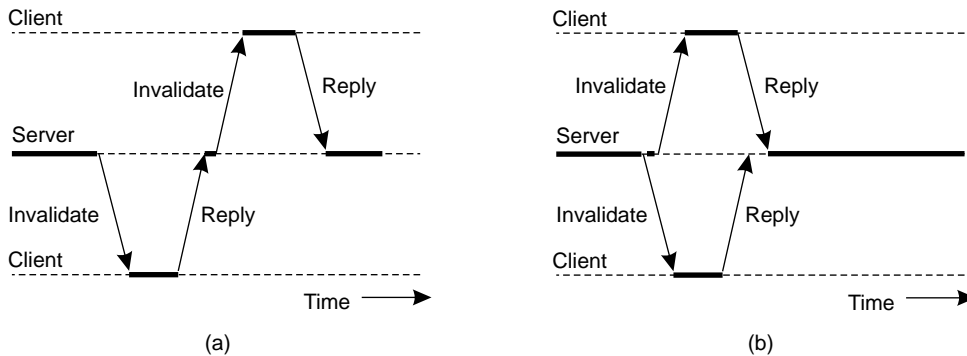 Client
Invalidate
Reply
Server
Invalidate
Reply
Client
Time
(a)
Client
Invalidate
Reply
Server
Invalidate
Reply
Client
Time
(b)